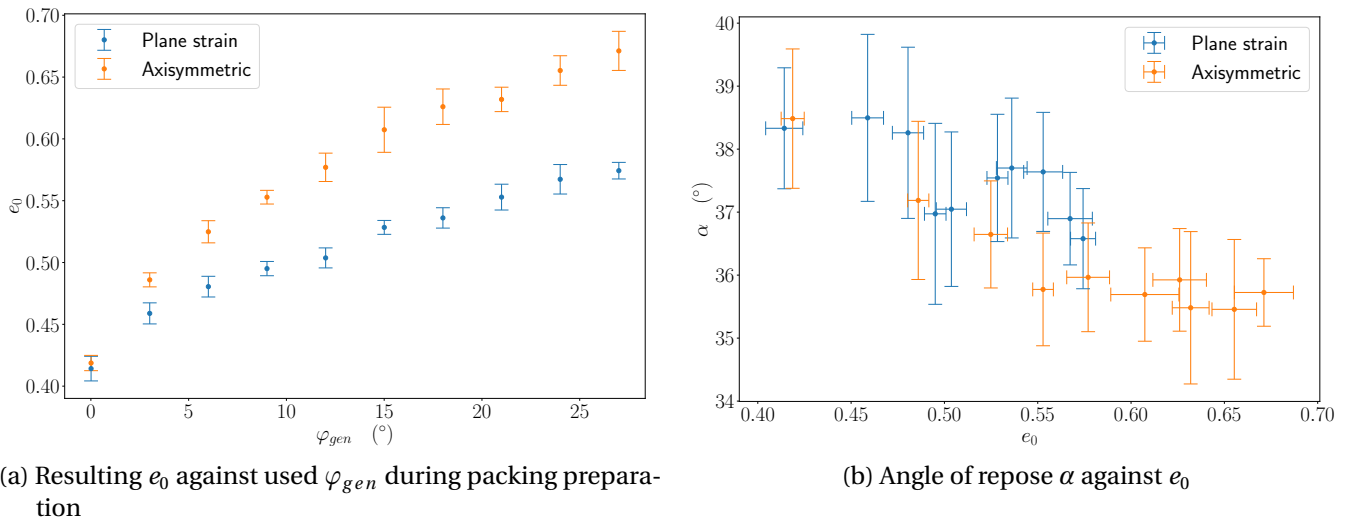 0.70
0.65
0.60
0.55
0.50
0.45
0.40
e₀
Plane strain
Axisymmetric
0 5 10 15 20 25
φ_gen (°)
(a) Resulting e₀ against used φ_gen during packing prepara-
tion
40
39
38
37
36
35
34
α (°)
Plane strain
Axisymmetric
0.40 0.45 0.50 0.55 0.60 0.65 0.70
e₀
(b) Angle of repose α against e₀